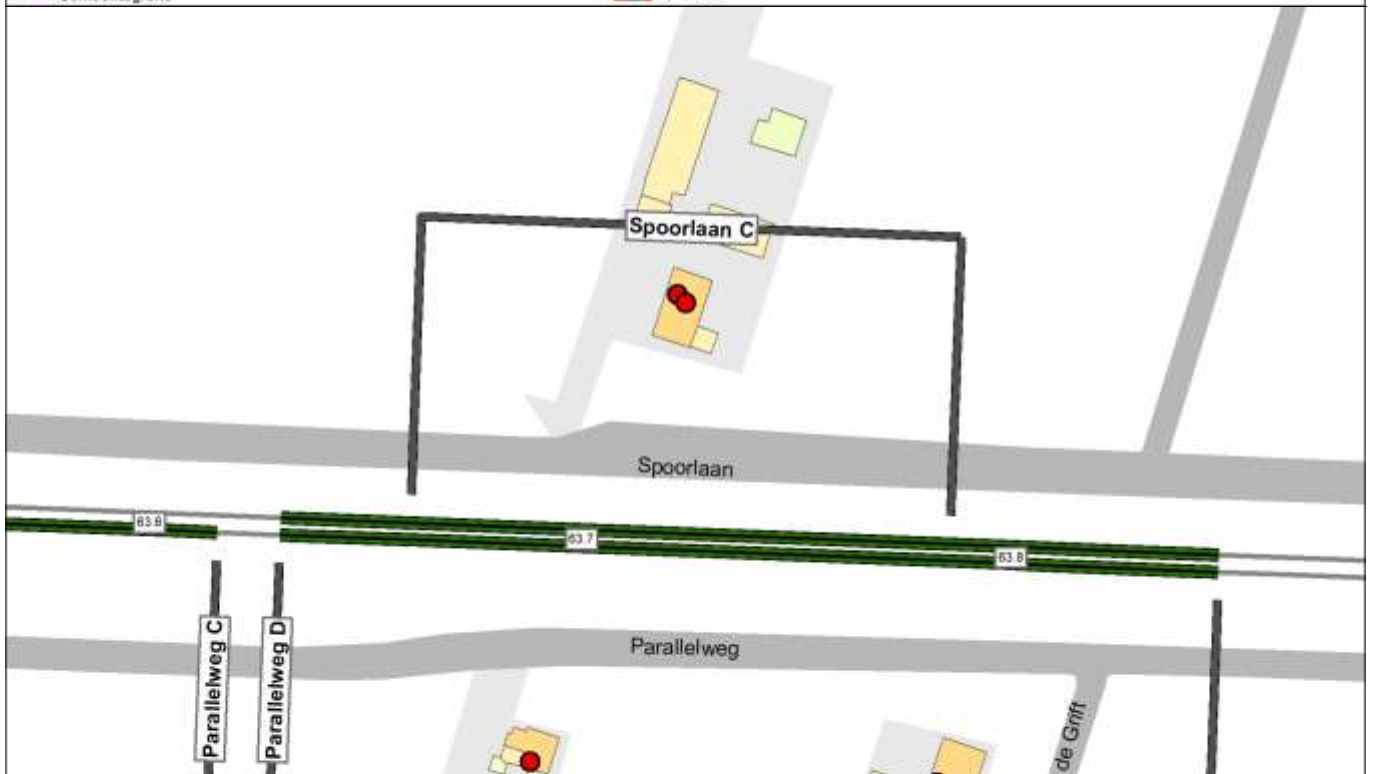 Spoorlaan C
Spoorlaan
63.6
63.7
63.8
Parallelweg C
Parallelweg D
Parallelweg
de Grift